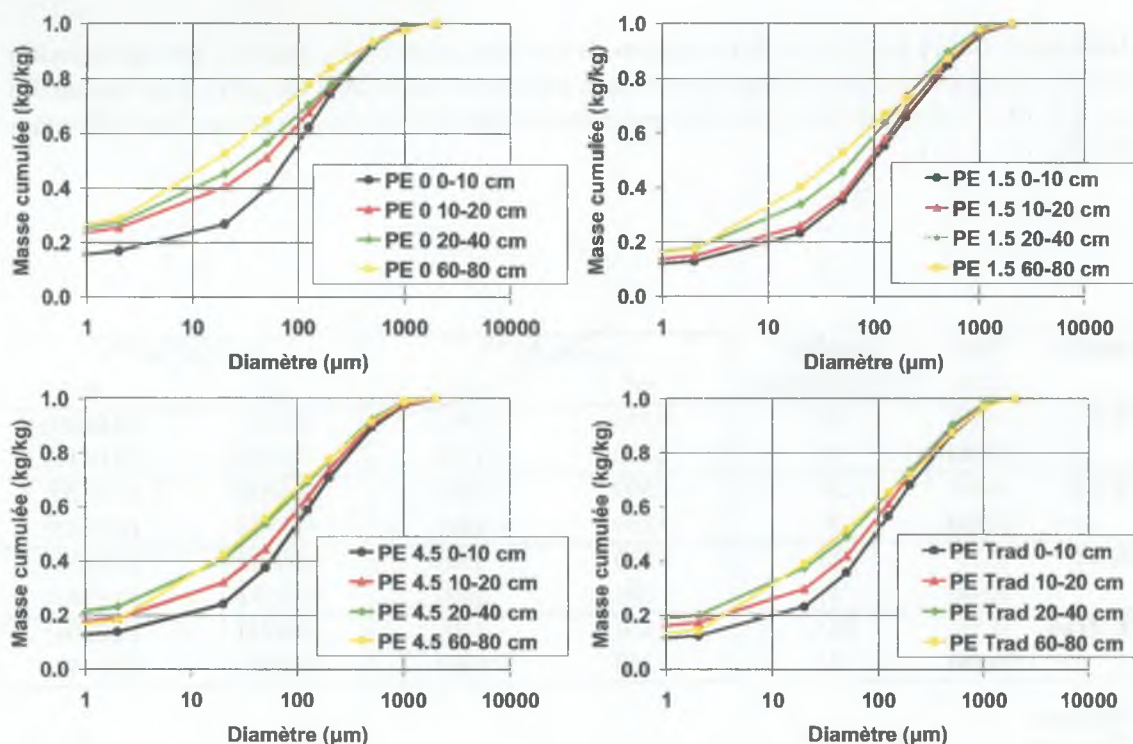 Masse cumulée (kg/kg)
1.0
0.8
0.6
0.4
0.2
0.0
PE 0 0-10 cm
PE 0 10-20 cm
PE 0 20-40 cm
PE 0 60-80 cm
1 10 100 1000 10000
Diamètre (µm)
Masse cumulée (kg/kg)
1.0
0.8
0.6
0.4
0.2
0.0
PE 1.5 0-10 cm
PE 1.5 10-20 cm
PE 1.5 20-40 cm
PE 1.5 60-80 cm
1 10 100 1000 10000
Diamètre (µm)
Masse cumulée (kg/kg)
1.0
0.8
0.6
0.4
0.2
0.0
PE 4.5 0-10 cm
PE 4.5 10-20 cm
PE 4.5 20-40 cm
PE 4.5 60-80 cm
1 10 100 1000 10000
Diamètre (µm)
Masse cumulée (kg/kg)
1.0
0.8
0.6
0.4
0.2
0.0
PE Trad 0-10 cm
PE Trad 10-20 cm
PE Trad 20-40 cm
PE Trad 60-80 cm
1 10 100 1000 10000
Diamètre (µm)